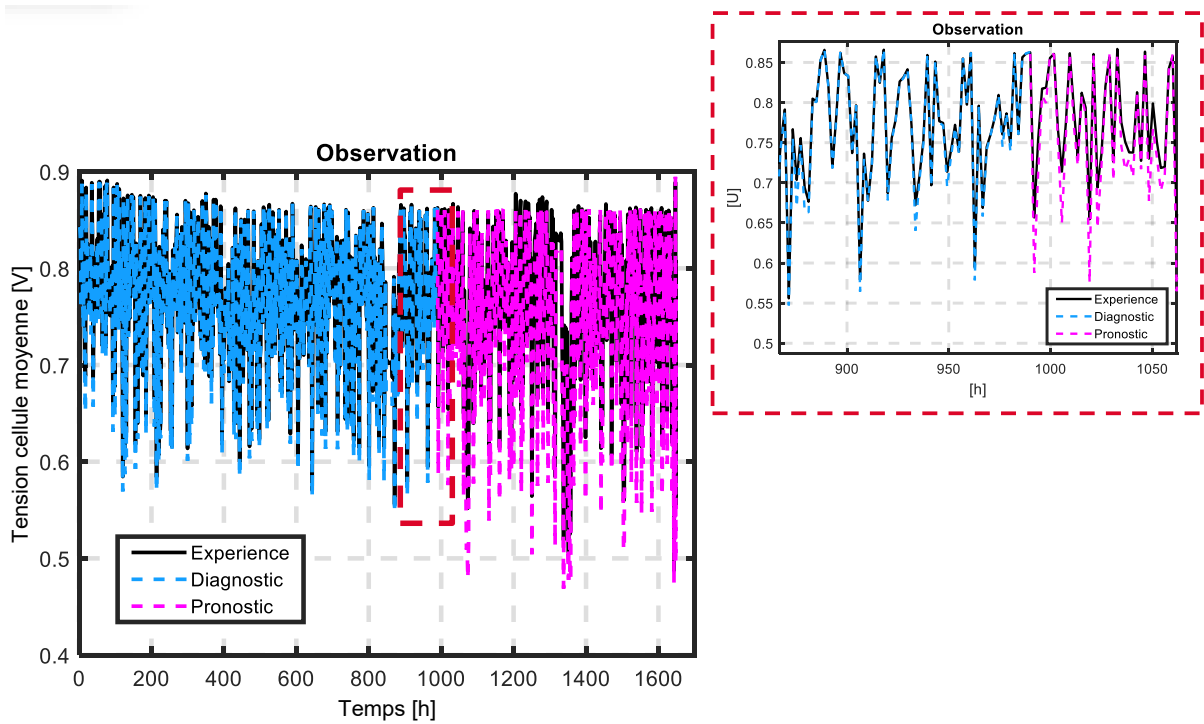 Observation
Tension cellule moyenne [V]
0.9
0.8
0.7
0.6
0.5
0.4
Experience
Diagnostic
Pronostic
0 200 400 600 800 1000 1200 1400 1600
Temps [h]
Observation
[U]
0.85
0.8
0.75
0.7
0.65
0.6
0.55
0.5
Experience
Diagnostic
Pronostic
900 950 1000 1050
[h]